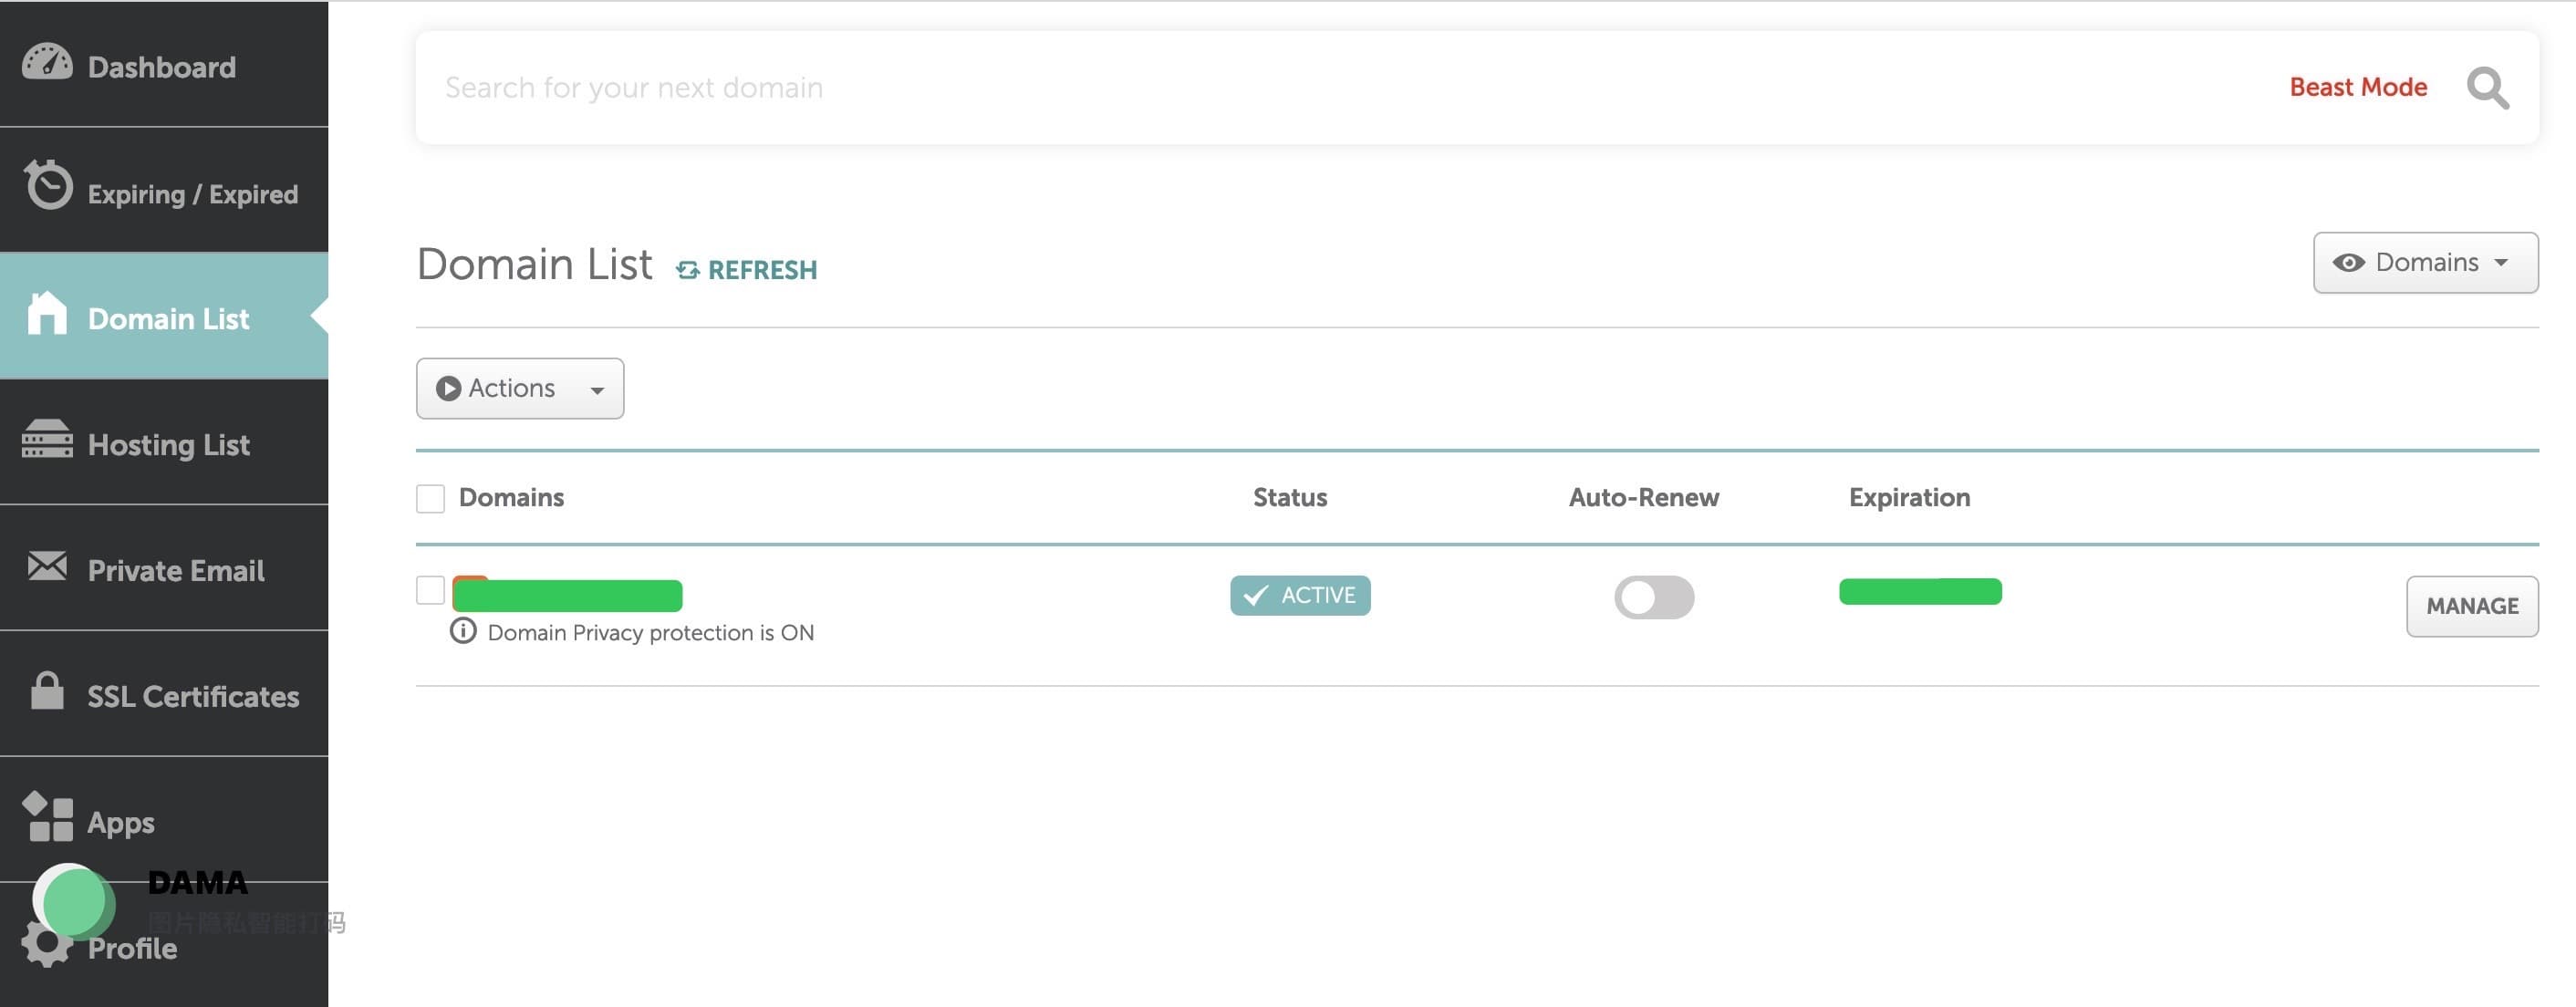 Dashboard
Expiring / Expired
Domain List
Hosting List
Private Email
SSL Certificates
Apps
Profile
DAMA
图片隐私智能打码
Search for your next domain
Beast Mode
Domain List REFRESH
Domains
Actions
Domains Status Auto-Renew Expiration
ACTIVE
MANAGE
Domain Privacy protection is ON